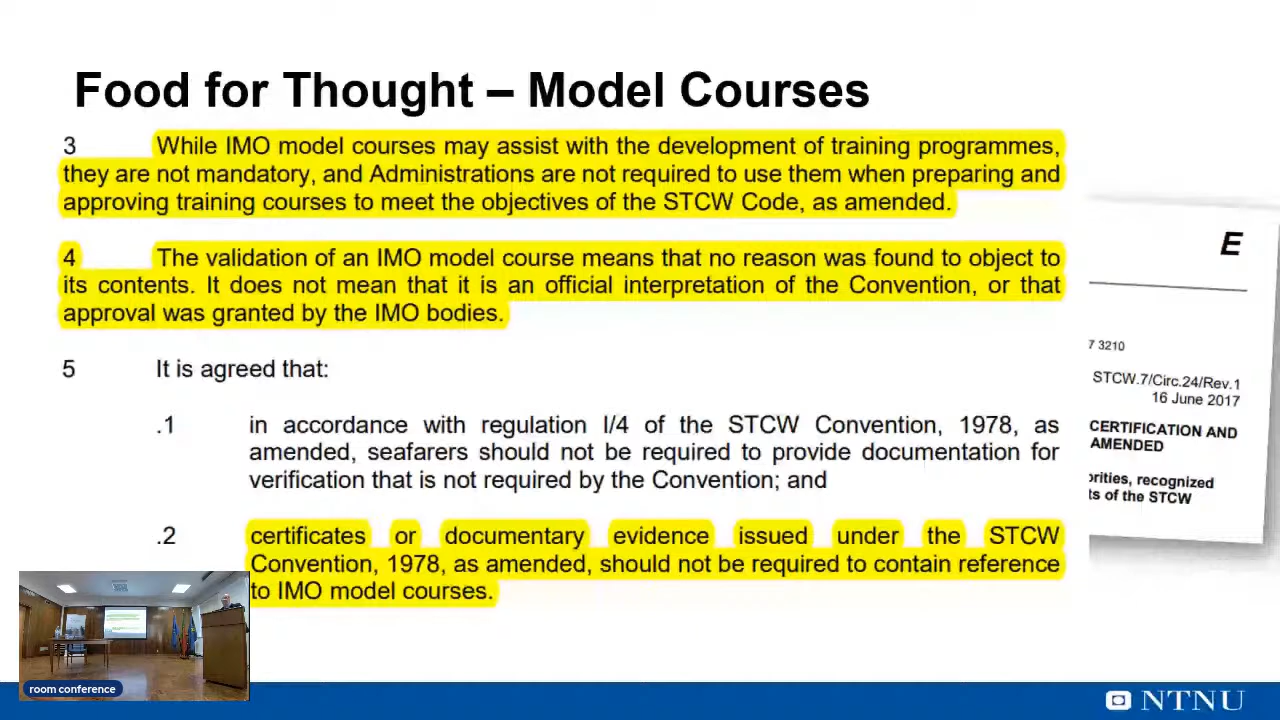 Food for Thought – Model Courses
3 While IMO model courses may assist with the development of training programmes,
they are not mandatory, and Administrations are not required to use them when preparing and
approving training courses to meet the objectives of the STCW Code, as amended.
4 The validation of an IMO model course means that no reason was found to object to
its contents. It does not mean that it is an official interpretation of the Convention, or that
approval was granted by the IMO bodies.
5 It is agreed that:
.1 in accordance with regulation I/4 of the STCW Convention, 1978, as
amended, seafarers should not be required to provide documentation for
verification that is not required by the Convention; and
.2 certificates or documentary evidence issued under the STCW
Convention, 1978, as amended, should not be required to contain reference
to IMO model courses.
E
7 3210
STCW.7/Circ.24/Rev.1
16 June 2017
CERTIFICATION AND
AMENDED
orities, recognized
ts of the STCW
room conference
NTNU